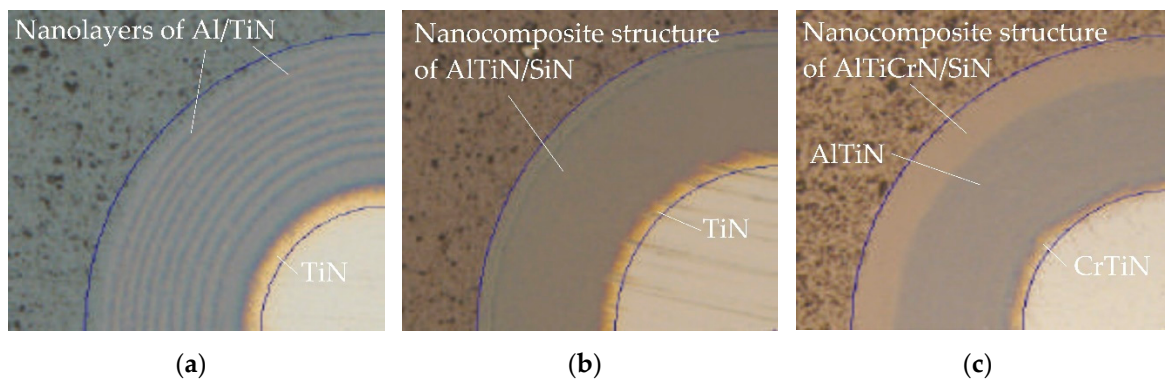 Nanolayers of Al/TiN
TiN
(a)
Nanocomposite structure
of AlTiN/SiN
TiN
(b)
Nanocomposite structure
of AlTiCrN/SiN
AlTiN
CrTiN
(c)